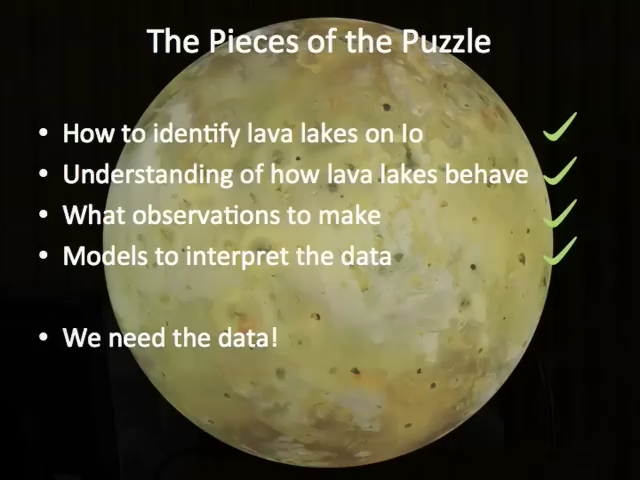 The Pieces of the Puzzle
• How to identify lava lakes on Io
• Understanding of how lava lakes behave
• What observations to make
• Models to interpret the data
• We need the data!